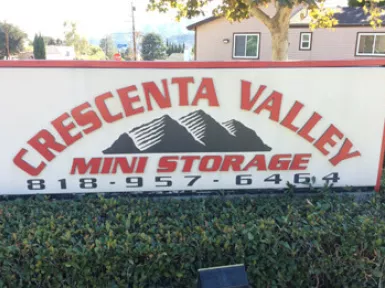 CRESCENTA VALLEY
MINI STORAGE
818-957-6464